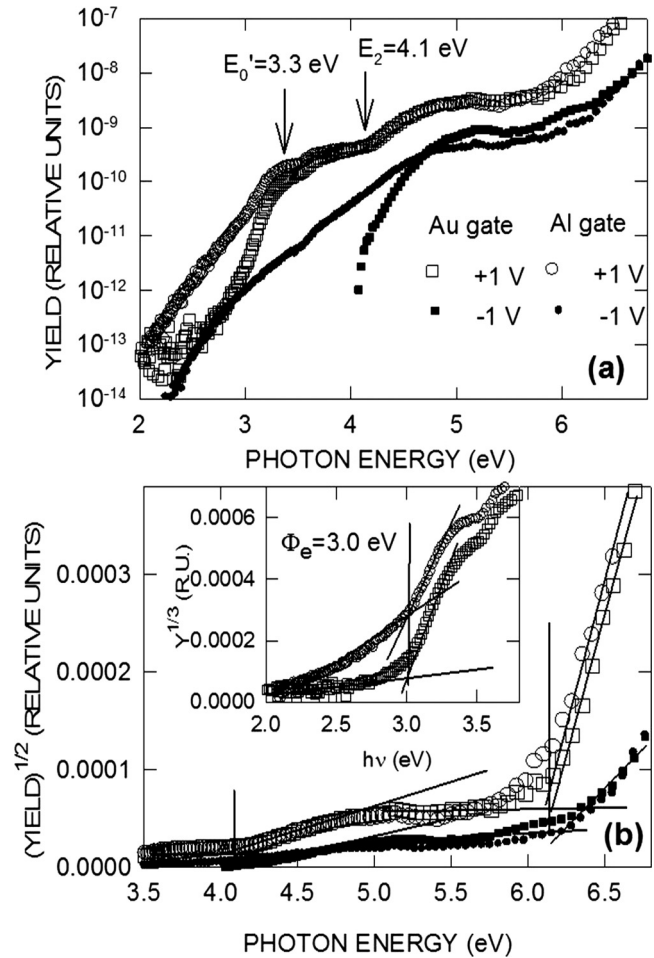 10⁻⁷
10⁻⁸
10⁻⁹
10⁻¹⁰
10⁻¹¹
10⁻¹²
10⁻¹³
10⁻¹⁴
YIELD (RELATIVE UNITS)
E₀'=3.3 eV
E₂=4.1 eV
Au gate Al gate
+1 V +1 V
-1 V -1 V
(a)
2 3 4 5 6
PHOTON ENERGY (eV)
(YIELD)^1/2 (RELATIVE UNITS)
0.0003
0.0002
0.0001
0.0000
Y^1/3 (R.U.)
0.0006
0.0004
0.0002
0.0000
Φₑ=3.0 eV
2.0 2.5 3.0 3.5
hν (eV)
(b)
3.5 4.0 4.5 5.0 5.5 6.0 6.5
PHOTON ENERGY (eV)